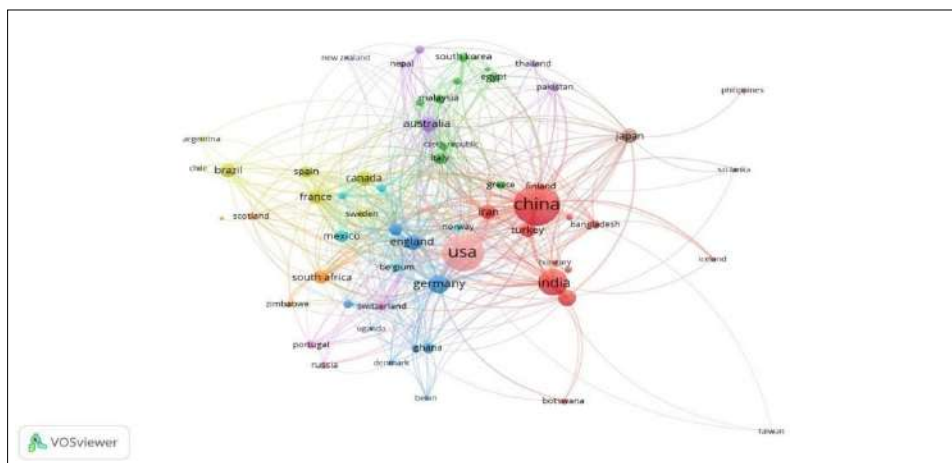 new zealand
nepal
south korea
egypt
thailand
pakistan
philippines
malaysia
australia
japan
czech republic
italy
argentina
chile
brazil
spain
canada
greece
finland
sri lanka
france
china
scotland
sweden
iran
bangladesh
mexico
norway
turkey
england
usa
iceland
belgium
hungary
south africa
germany
india
zimbabwe
switzerland
uganda
portugal
ghana
russia
denmark
benin
botswana
taiwan
VOSviewer